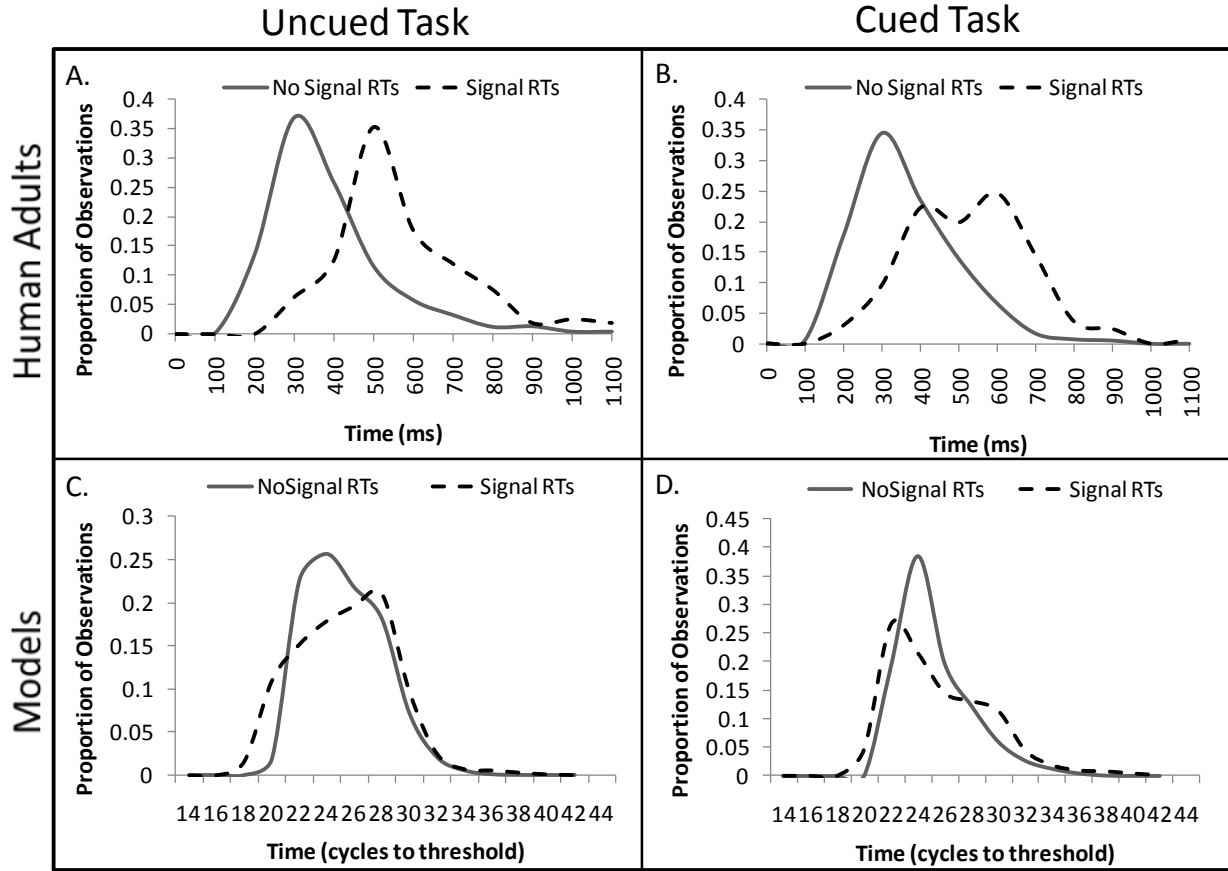 Uncued Task
Cued Task
Human Adults
Models
A.
No Signal RTs
Signal RTs
Proportion of Observations
0.4
0.35
0.3
0.25
0.2
0.15
0.1
0.05
0
0 100 200 300 400 500 600 700 800 900 1000 1100
Time (ms)
B.
No Signal RTs
Signal RTs
Proportion of Observations
0.4
0.35
0.3
0.25
0.2
0.15
0.1
0.05
0
0 100 200 300 400 500 600 700 800 900 1000 1100
Time (ms)
C.
NoSignal RTs
Signal RTs
Proportion of Observations
0.3
0.25
0.2
0.15
0.1
0.05
0
14 16 18 20 22 24 26 28 30 32 34 36 38 40 42 44
Time (cycles to threshold)
D.
NoSignal RTs
Signal RTs
Proportion of Observations
0.45
0.4
0.35
0.3
0.25
0.2
0.15
0.1
0.05
0
14 16 18 20 22 24 26 28 30 32 34 36 38 40 42 44
Time (cycles to threshold)